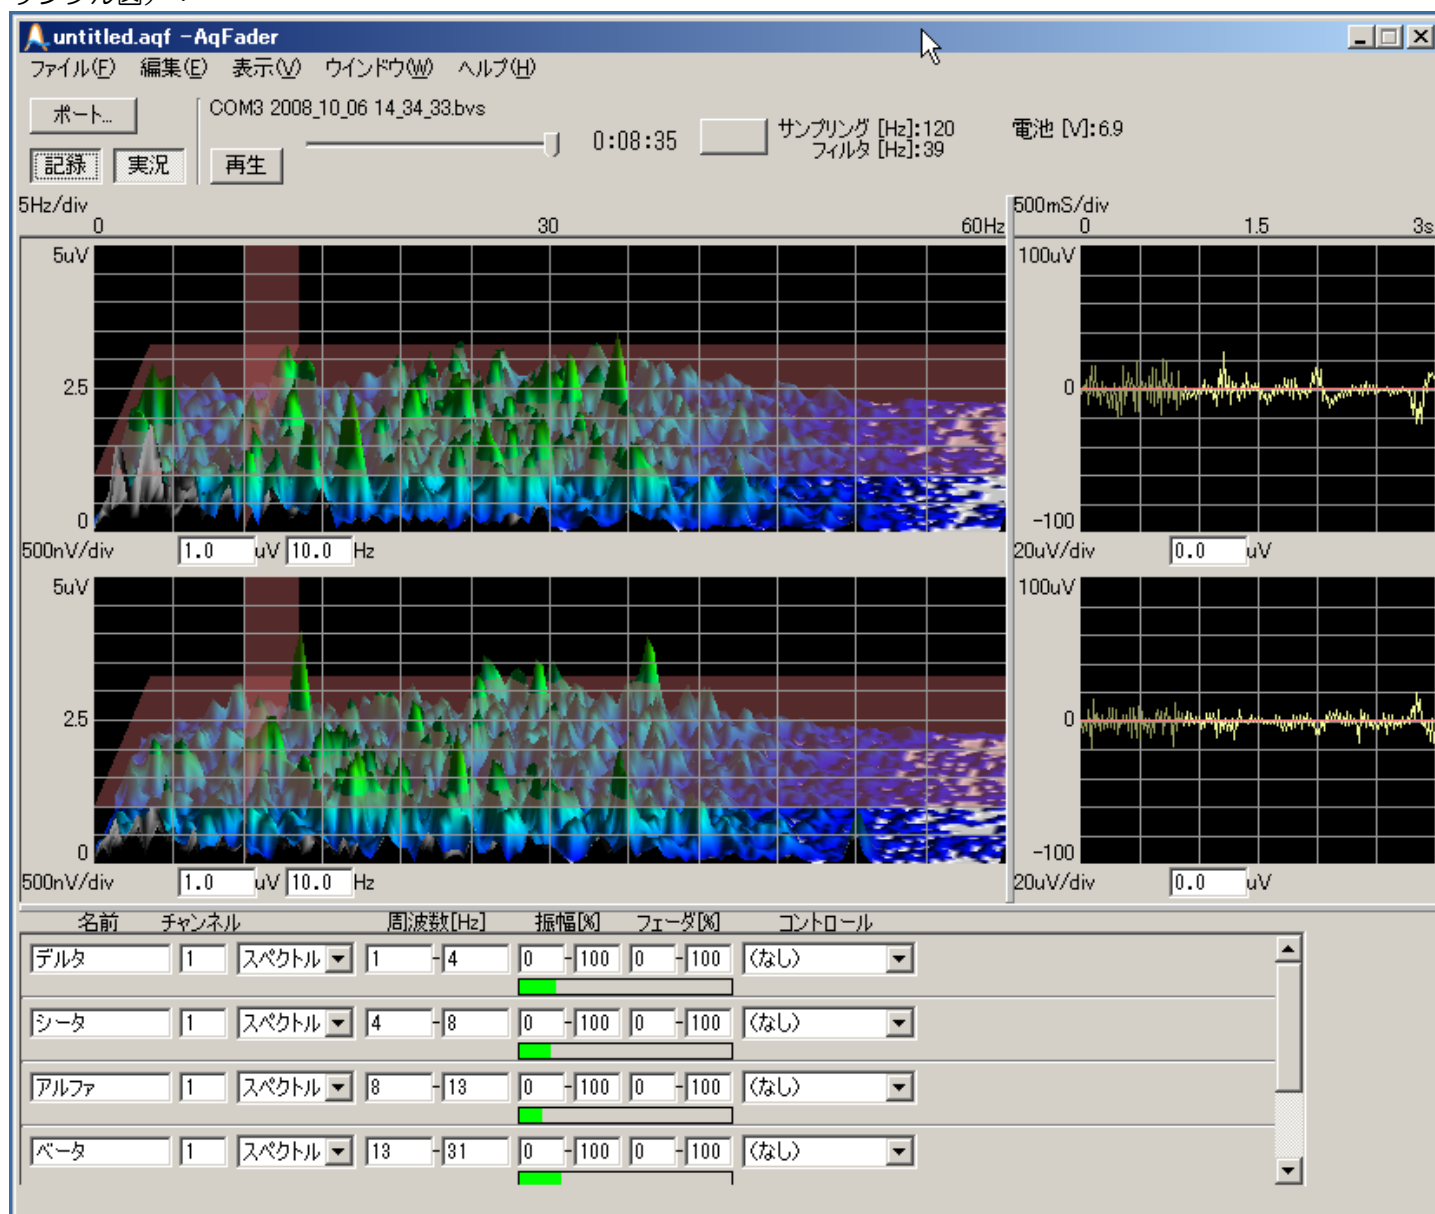 untitled.aqf - AqFader
ファイル(F) 編集(E) 表示(V) ウインドウ(W) ヘルプ(H)
ポート...
COM3 2008_10_06 14_34_33.bvs
0:08:35
サンプリング [Hz]:120
フィルタ [Hz]:39
電池 [V]:6.9
記録 実況 再生
5Hz/div
0 30 60Hz
500mS/div
0 1.5 3s
5uV
2.5
0
500nV/div 1.0 uV 10.0 Hz
100uV
0
-100
20uV/div 0.0 uV
5uV
2.5
0
500nV/div 1.0 uV 10.0 Hz
100uV
0
-100
20uV/div 0.0 uV
名前 チャンネル 周波数[Hz] 振幅[%] フェーダ[%] コントロール
デルタ 1 スペクトル 1 - 4 0 - 100 0 - 100 (なし)
シータ 1 スペクトル 4 - 8 0 - 100 0 - 100 (なし)
アルファ 1 スペクトル 8 - 13 0 - 100 0 - 100 (なし)
ベータ 1 スペクトル 13 - 31 0 - 100 0 - 100 (なし)